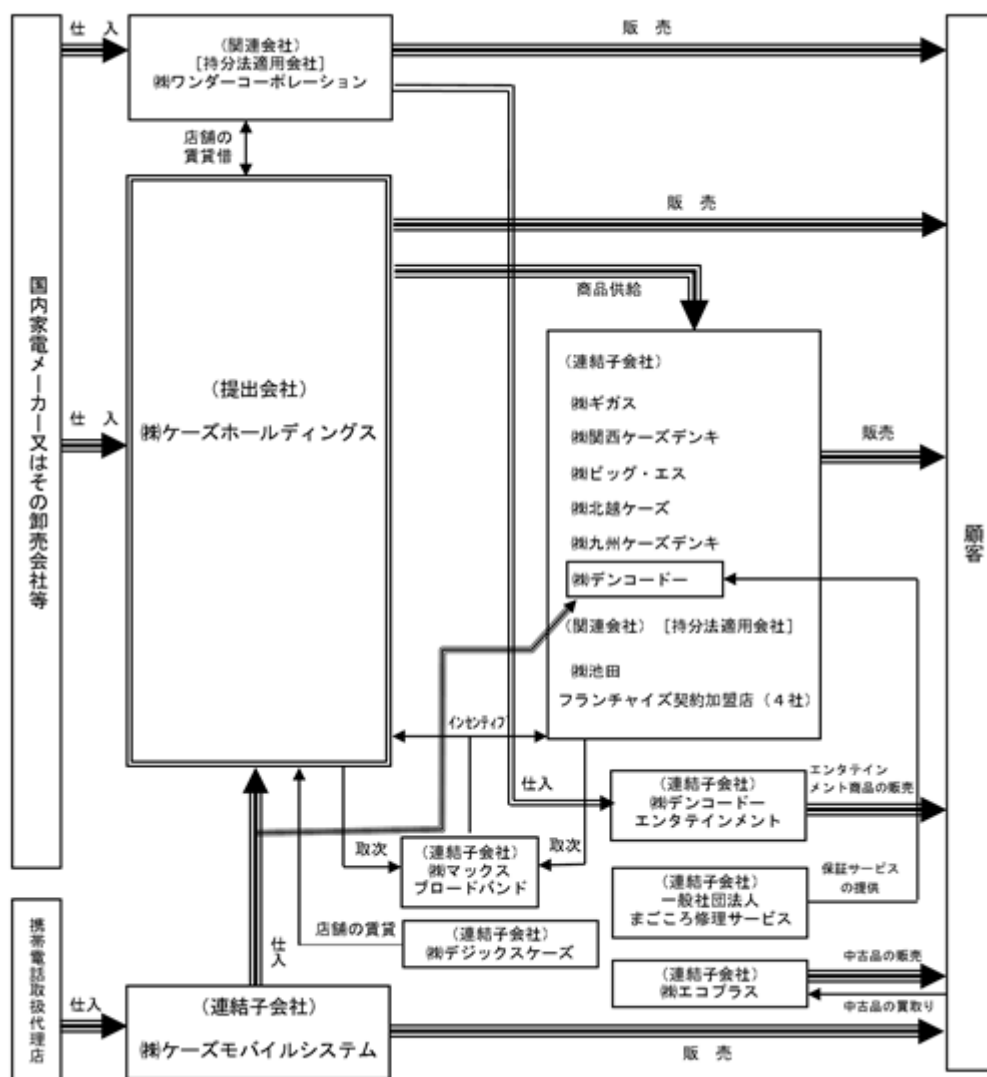 仕　入
（関連会社）
［持分法適用会社］
㈱ワンダーコーポレーション
販　売
店舗の
賃貸借
販　売
商品供給
国内家電メーカー又はその卸売会社等
仕　入
（提出会社）
㈱ケーズホールディングス
（連結子会社）
㈱ギガス
㈱関西ケーズデンキ
㈱ビッグ・エス
㈱北越ケーズ
㈱九州ケーズデンキ
㈱デンコードー
（関連会社）［持分法適用会社］
㈱池田
フランチャイズ契約加盟店（４社）
販売
顧客
インセンティブ
仕入
（連結子会社）
㈱デンコードー
エンタテインメント
エンタテイン
メント商品の販売
取次
（連結子会社）
㈱マックス
ブロードバンド
取次
（連結子会社）
一般社団法人
まごころ修理サービス
保証サービス
の提供
店舗の賃貸
（連結子会社）
㈱デジックスケーズ
仕入
（連結子会社）
㈱エコプラス
中古品の販売
中古品の買取り
携帯電話取扱代理店
仕入
（連結子会社）
㈱ケーズモバイルシステム
販　売